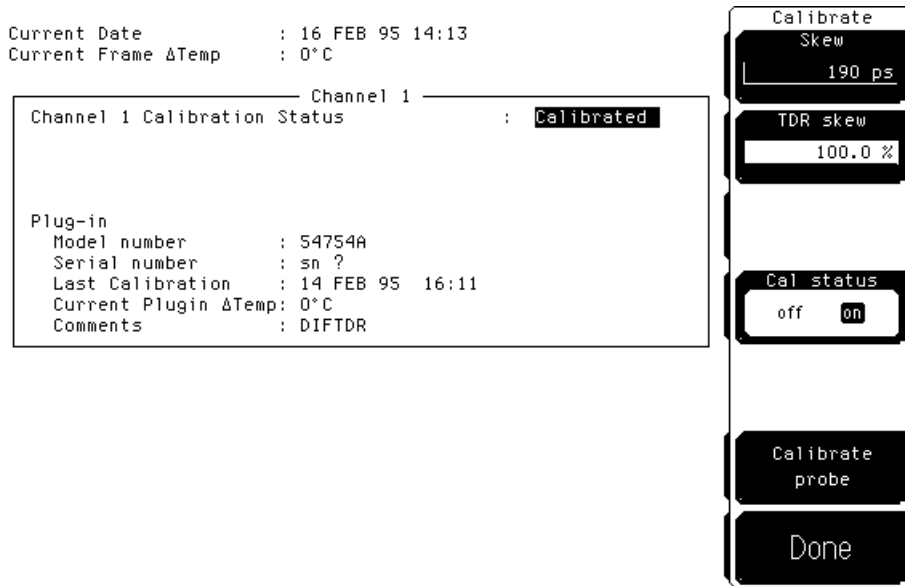 Current Date : 16 FEB 95 14:13
Current Frame ΔTemp : 0°C
Channel 1
Channel 1 Calibration Status : Calibrated
Plug-in
Model number : 54754A
Serial number : sn ?
Last Calibration : 14 FEB 95 16:11
Current Plugin ΔTemp: 0°C
Comments : DIFTDR
Calibrate
Skew
190 ps
TDR skew
100.0 %
Cal status
off on
Calibrate
probe
Done